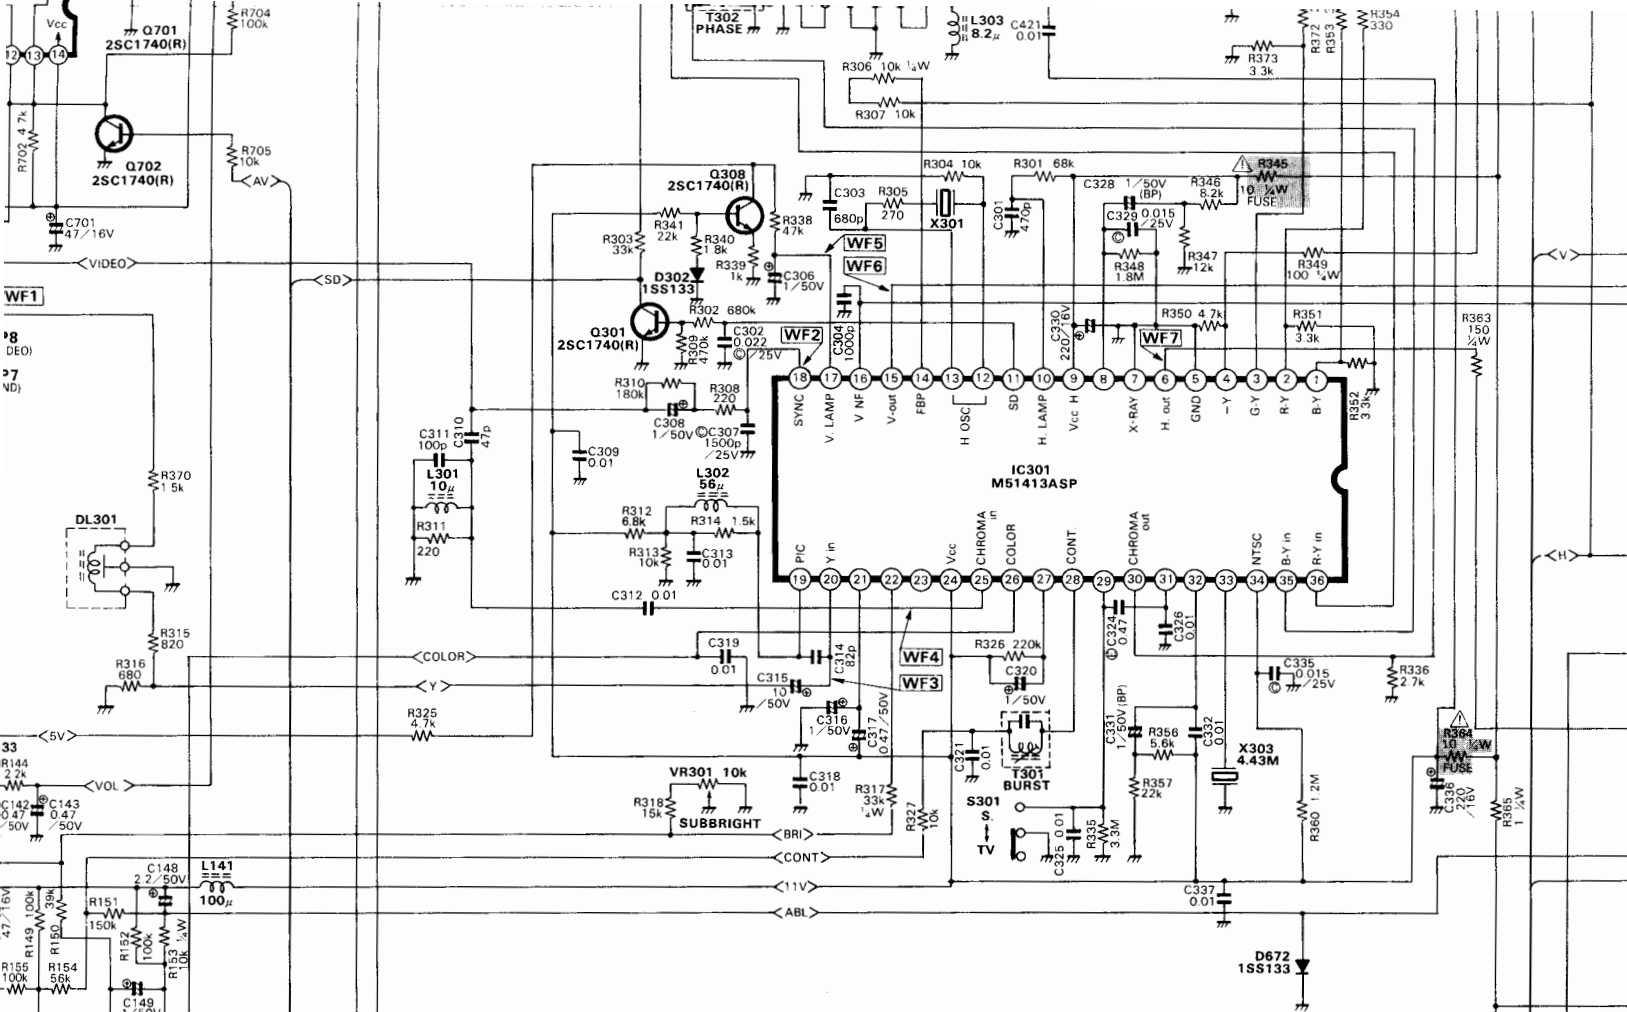 Vcc
12 13 14
Q701
2SC1740(R)
R704
100k
T302
PHASE
L303
8.2μ
C421
0.01
R372
R353
R354
330
R373
3.3k
R306 10k ¼W
R307 10k
R702 4.7k
Q702
2SC1740(R)
R705
10k
<AV>
C701
47/16V
<VIDEO>
<SD>
WF1
P8
DEO)
P7
ND)
Q308
2SC1740(R)
R341
22k
R340
1.8k
R338
47k
R339
1k
R303
33k
D302
1SS133
C306
1/50V
Q301
2SC1740(R)
R302 680k
R309
470k
C302
0.022
©/25V
WF2
WF5
WF6
C303
680p
R305
270
R304 10k
X301
C304
1000p
R301 68k
C301
470p
C328
1/50V
(BP)
C329 0.015
/25V
©
R348
1.8M
R346
8.2k
R347
12k
R345
10 ¼W
FUSE
R349
100 ¼W
C330
220/16V
R350 4.7k
WF7
R351
3.3k
R352
3.3k
R363
150
¼W
<V>
<H>
R310
180k
R308
220
C308
1/50V
©C307
1500p
/25V
C309
0.01
C310
47p
C311
100p
L301
10μ
R311
220
L302
56μ
R312
6.8k
R314 1.5k
R313
10k
C313
0.01
C312 0.01
18 17 16 15 14 13 12 11 10 9 8 7 6 5 4 3 2 1
SYNC
V. LAMP
V NF
V-out
FBP
H OSC
SD
H. LAMP
Vcc H
X-RAY
H. out
GND
-Y
G-Y
R-Y
B-Y
IC301
M51413ASP
PIC
Y in
Vcc
CHROMA
in
COLOR
CONT.
CHROMA
out
NTSC
B-Y in
R-Y in
19 20 21 22 23 24 25 26 27 28 29 30 31 32 33 34 35 36
R370
1.5k
DL301
R315
820
R316
680
<COLOR>
<Y>
<5V>
R325
4.7k
C319
0.01
C314
82p
C315
10
/50V
C316
1/50V
C317
0.47/50V
C318
0.01
WF4
WF3
R326 220k
C320
1/50V
C321
0.01
T301
BURST
C324
0.47
C326
0.01
C331
1/50V (BP)
R356
5.6k
R357
22k
C332
0.01
X303
4.43M
C335
0.015
© /25V
R336
2.7k
R364
10 ¼W
FUSE
C336
220
/16V
R365
1 ½W
R360 1.2M
33
R144
2.2k
<VOL>
C142
0.47
/50V
C143
0.47
/50V
VR301 10k
SUBBRIGHT
R318
15k
<BRI>
R317
33k
¼W
R327
10k
S301
S.
TV
C325 0.01
R335
3.3M
<CONT>
<11V>
<ABL>
C337
0.01
L141
100μ
C148
2.2/50V
47/16V
R149 100k
R150 39k
R151
150k
R152
100k
R153
10k ¼W
R155
100k
R154
56k
C149
1/50V
D672
1SS133